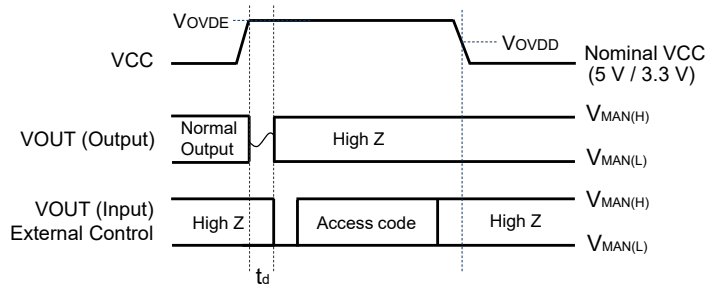 VOVDE
VCC
VOVDD
Nominal VCC
(5 V / 3.3 V)
VOUT (Output)
Normal
Output
High Z
VMAN(H)
VMAN(L)
VOUT (Input)
External Control
High Z
Access code
High Z
VMAN(H)
VMAN(L)
td